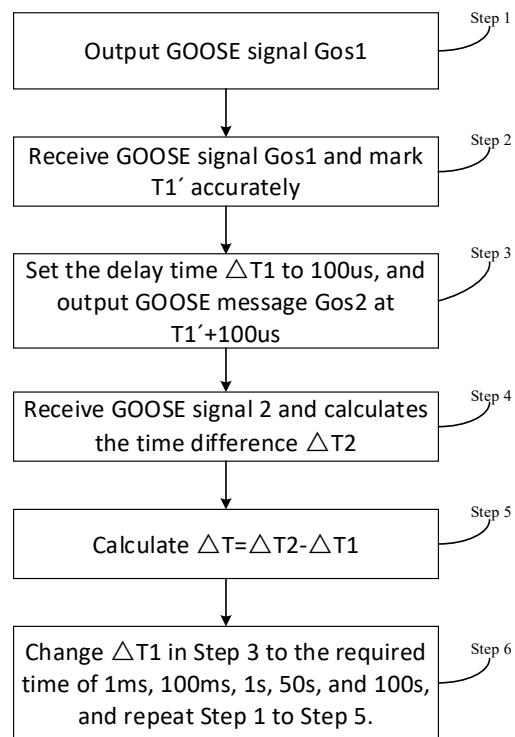 Step 1
Output GOOSE signal Gos1
Step 2
Receive GOOSE signal Gos1 and mark
T1´ accurately
Step 3
Set the delay time △T1 to 100us, and
output GOOSE message Gos2 at
T1´+100us
Step 4
Receive GOOSE signal 2 and calculates
the time difference △T2
Step 5
Calculate △T=△T2-△T1
Step 6
Change △T1 in Step 3 to the required
time of 1ms, 100ms, 1s, 50s, and 100s,
and repeat Step 1 to Step 5.